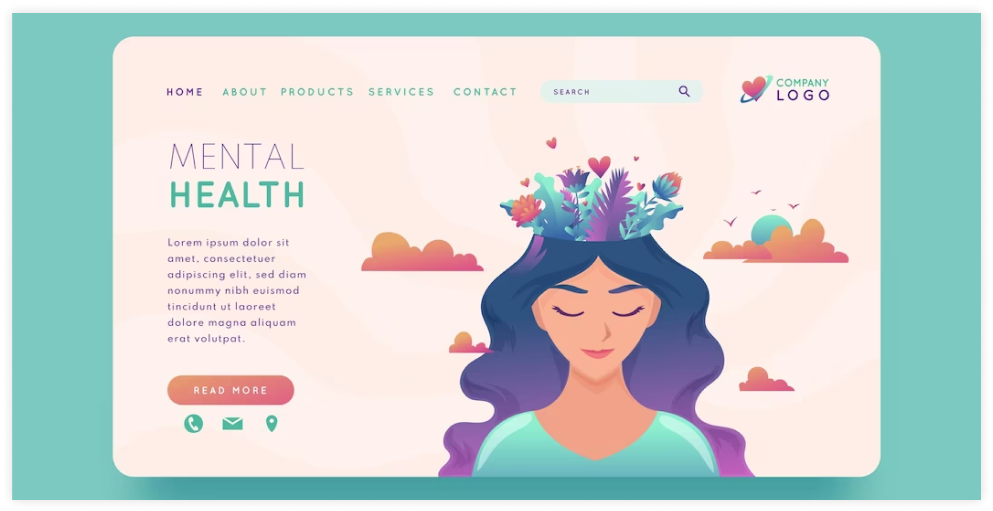 HOME ABOUT PRODUCTS SERVICES CONTACT SEARCH COMPANY
LOGO
MENTAL
HEALTH
Lorem ipsum dolor sit
amet, consectetuer
adipiscing elit, sed diam
nonummy nibh euismod
tincidunt ut laoreet
dolore magna aliquam
erat volutpat.
READ MORE